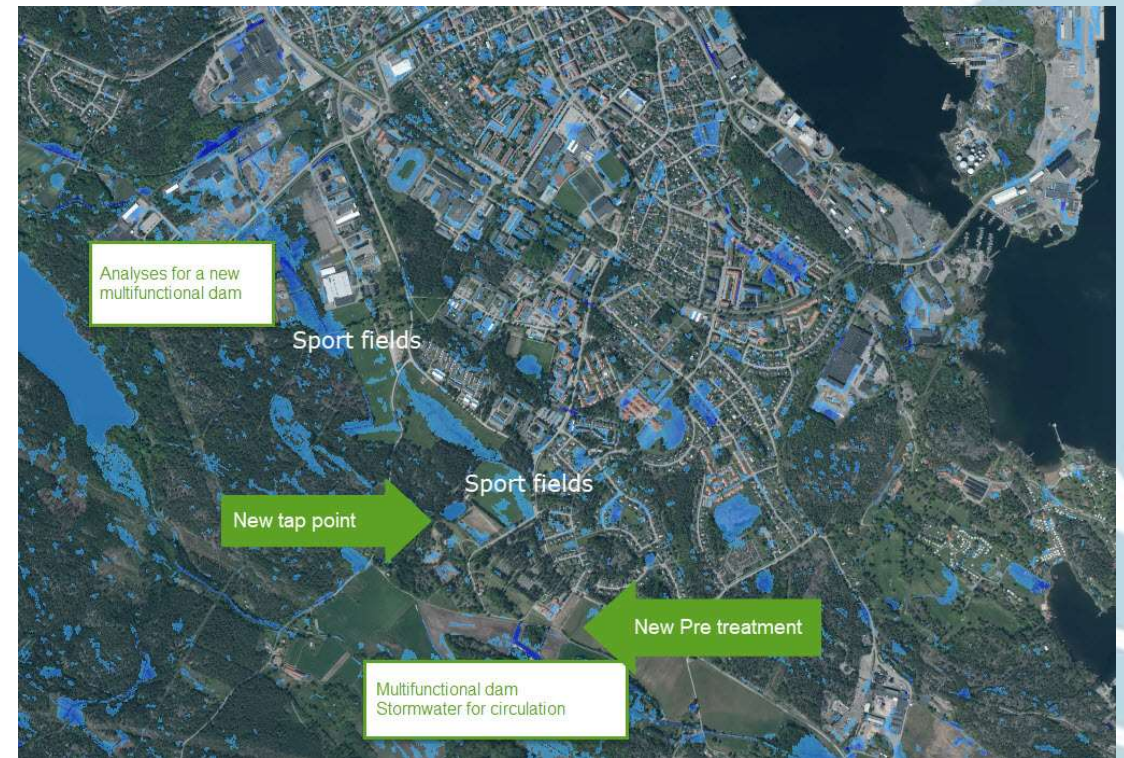 Analyses for a new
multifunctional dam
Sport fields
Sport fields
New tap point
New Pre treatment
Multifunctional dam
Stormwater for circulation